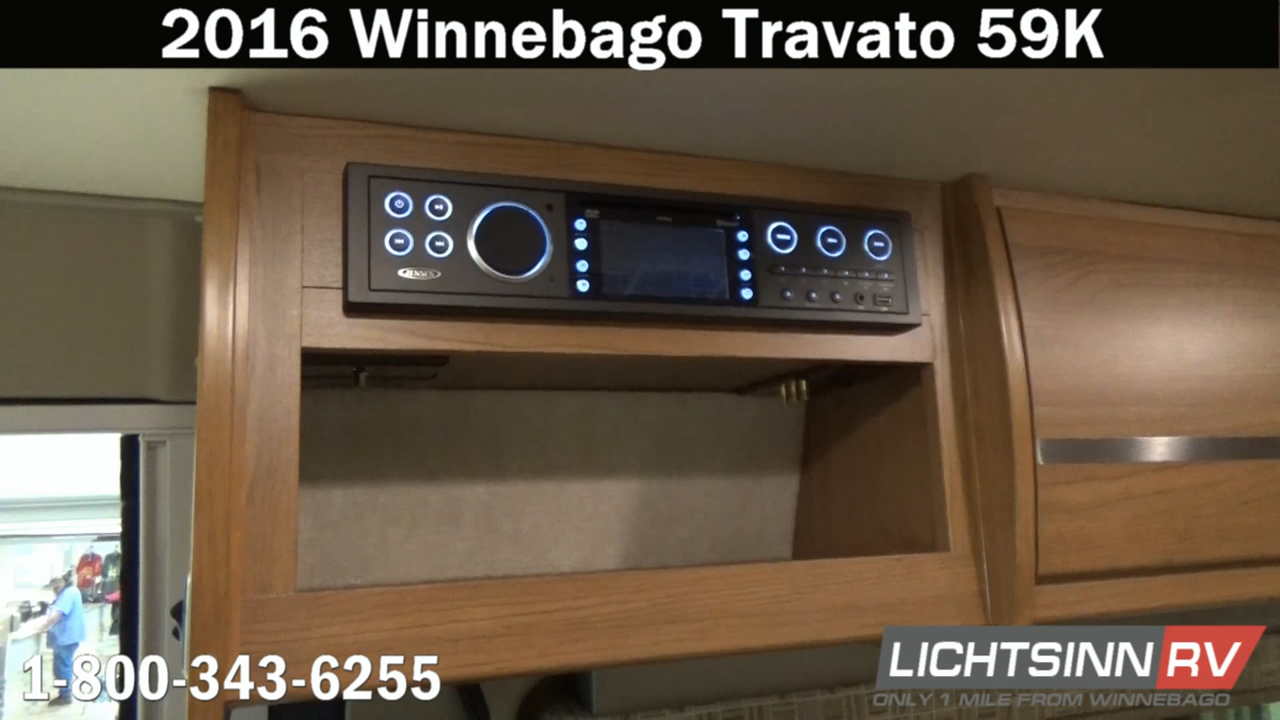 2016 Winnebago Travato 59K
JENSEN
1-800-343-6255
LICHTSINN RV
ONLY 1 MILE FROM WINNEBAGO